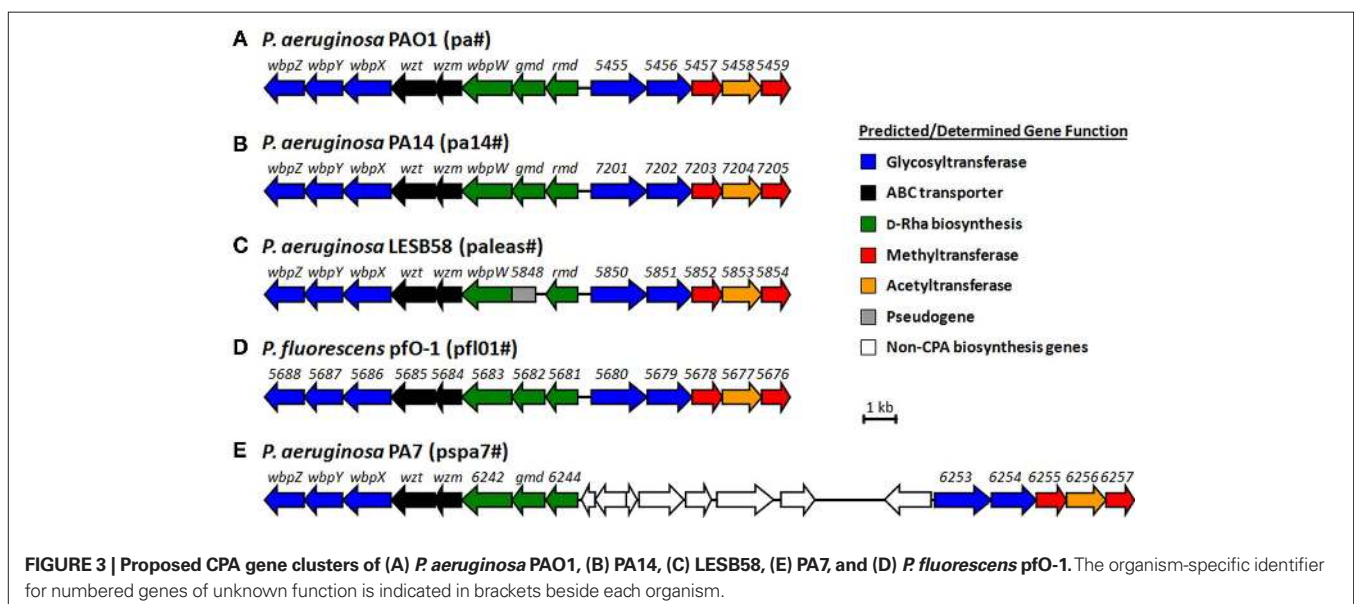 A P. aeruginosa PAO1 (pa#)
wbpZ wbpY wbpX wzt wzm wbpW gmd rmd 5455 5456 5457 5458 5459
B P. aeruginosa PA14 (pa14#)
wbpZ wbpY wbpX wzt wzm wbpW gmd rmd 7201 7202 7203 7204 7205
C P. aeruginosa LESB58 (paleas#)
wbpZ wbpY wbpX wzt wzm wbpW 5848 rmd 5850 5851 5852 5853 5854
D P. fluorescens pfO-1 (pfl01#)
5688 5687 5686 5685 5684 5683 5682 5681 5680 5679 5678 5677 5676
E P. aeruginosa PA7 (pspa7#)
wbpZ wbpY wbpX wzt wzm 6242 gmd 6244 6253 6254 6255 6256 6257
Predicted/Determined Gene Function
Glycosyltransferase
ABC transporter
D-Rha biosynthesis
Methyltransferase
Acetyltransferase
Pseudogene
Non-CPA biosynthesis genes
1 kb
FIGURE 3 | Proposed CPA gene clusters of (A) P. aeruginosa PAO1, (B) PA14, (C) LESB58, (E) PA7, and (D) P. fluorescens pfO-1. The organism-specific identifier
for numbered genes of unknown function is indicated in brackets beside each organism.